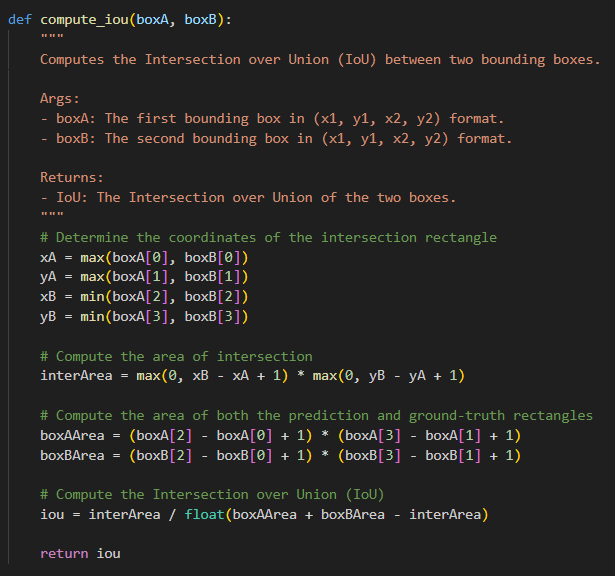 def compute_iou(boxA, boxB):
    """
    Computes the Intersection over Union (IoU) between two bounding boxes.

    Args:
    - boxA: The first bounding box in (x1, y1, x2, y2) format.
    - boxB: The second bounding box in (x1, y1, x2, y2) format.

    Returns:
    - IoU: The Intersection over Union of the two boxes.
    """
    # Determine the coordinates of the intersection rectangle
    xA = max(boxA[0], boxB[0])
    yA = max(boxA[1], boxB[1])
    xB = min(boxA[2], boxB[2])
    yB = min(boxA[3], boxB[3])

    # Compute the area of intersection
    interArea = max(0, xB - xA + 1) * max(0, yB - yA + 1)

    # Compute the area of both the prediction and ground-truth rectangles
    boxAArea = (boxA[2] - boxA[0] + 1) * (boxA[3] - boxA[1] + 1)
    boxBArea = (boxB[2] - boxB[0] + 1) * (boxB[3] - boxB[1] + 1)

    # Compute the Intersection over Union (IoU)
    iou = interArea / float(boxAArea + boxBArea - interArea)

    return iou